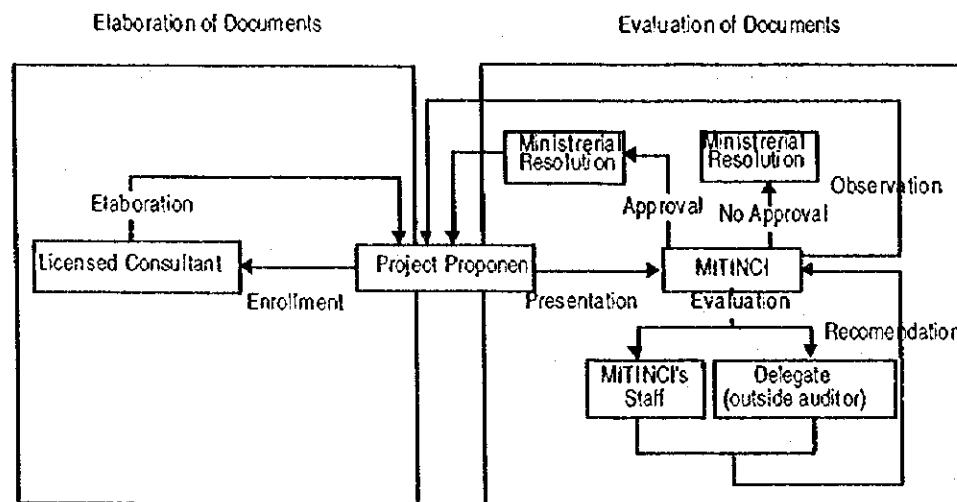 Elaboration of Documents
Evaluation of Documents
Ministrerial
Resolution
Ministrerial
Resolution
Observation
Elaboration
Approval
No Approval
Licensed Consultant
Project Proponen
MITINCI
Enrollment
Presentation
Evaluation
Recomendation
MITINCI's
Staff
Delegate
(outside auditor)